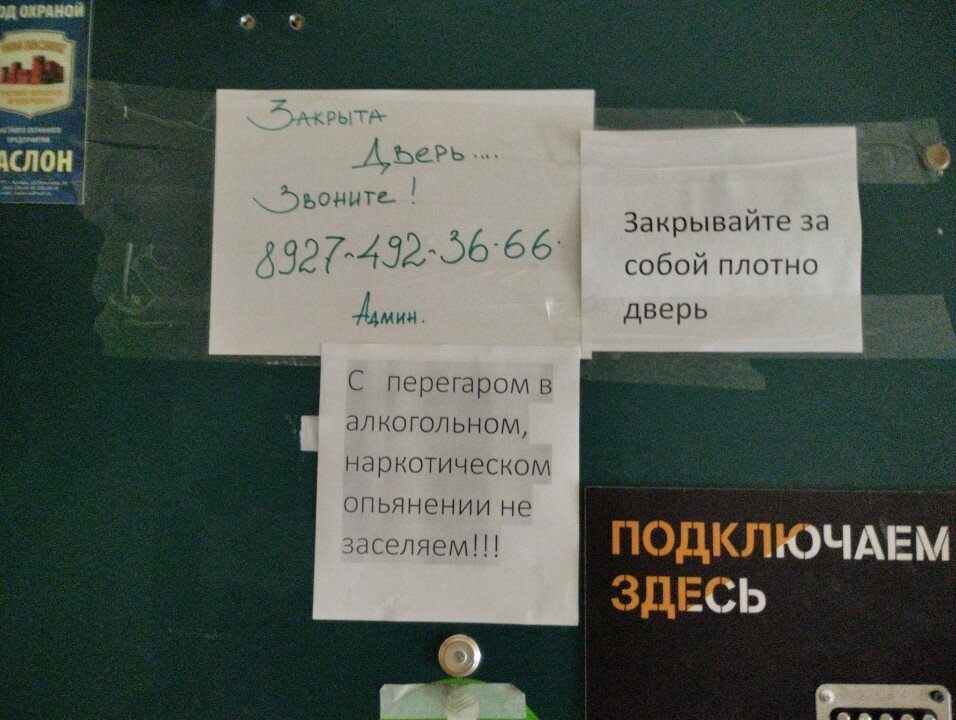 ОД ОХРАНОЙ
АСЛОН
Закрыта
Дверь....
Звоните!
8927-492-36-66.
Админ.
Закрывайте за
собой плотно
дверь
С перегаром в
алкогольном,
наркотическом
опьянении не
заселяем!!!
ПОДКЛЮЧАЕМ
ЗДЕСЬ